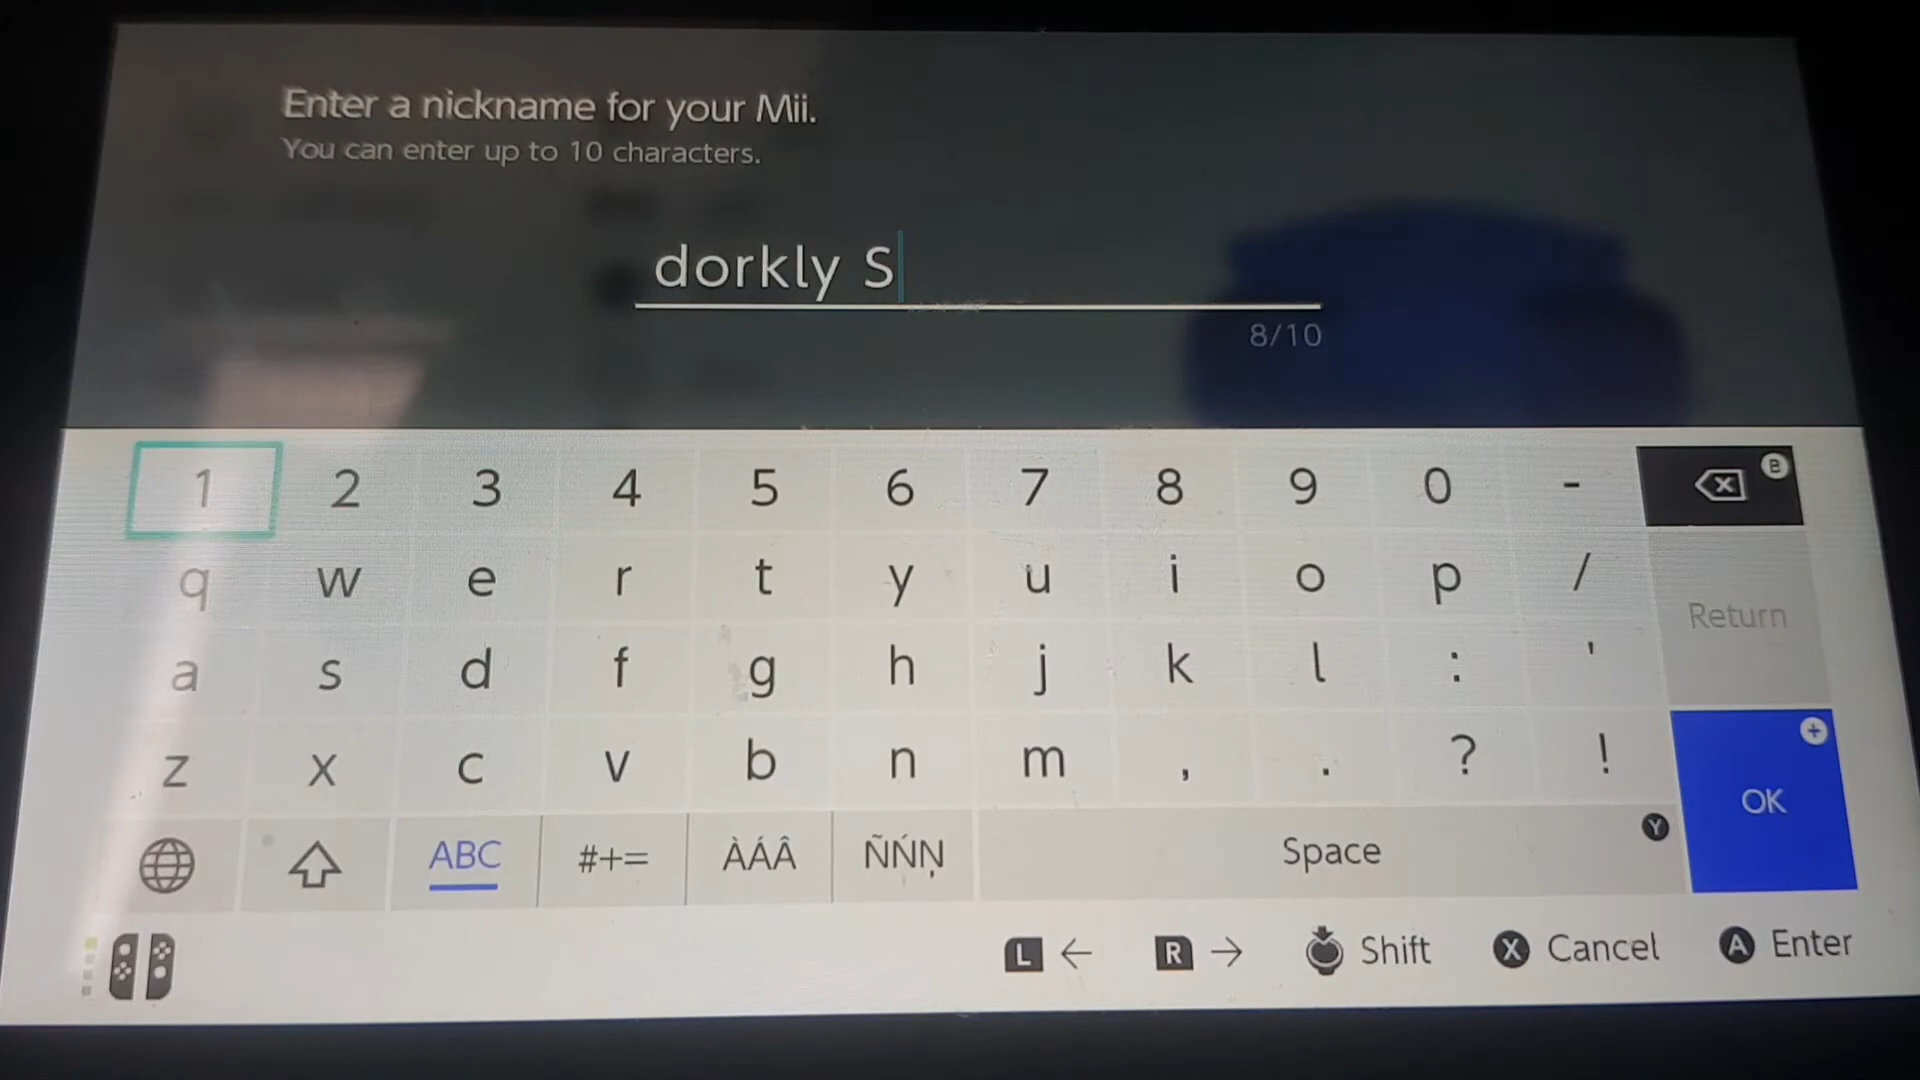 Enter a nickname for your Mii.
You can enter up to 10 characters.
dorkly S
8/10
1 2 3 4 5 6 7 8 9 0 - B
q w e r t y u i o p /
Return
a s d f g h j k l : '
z x c v b n m , . ? ! +
OK
ABC #+= ÀÁÂ ÑŃŅ Space Y
L ← R → Shift X Cancel A Enter